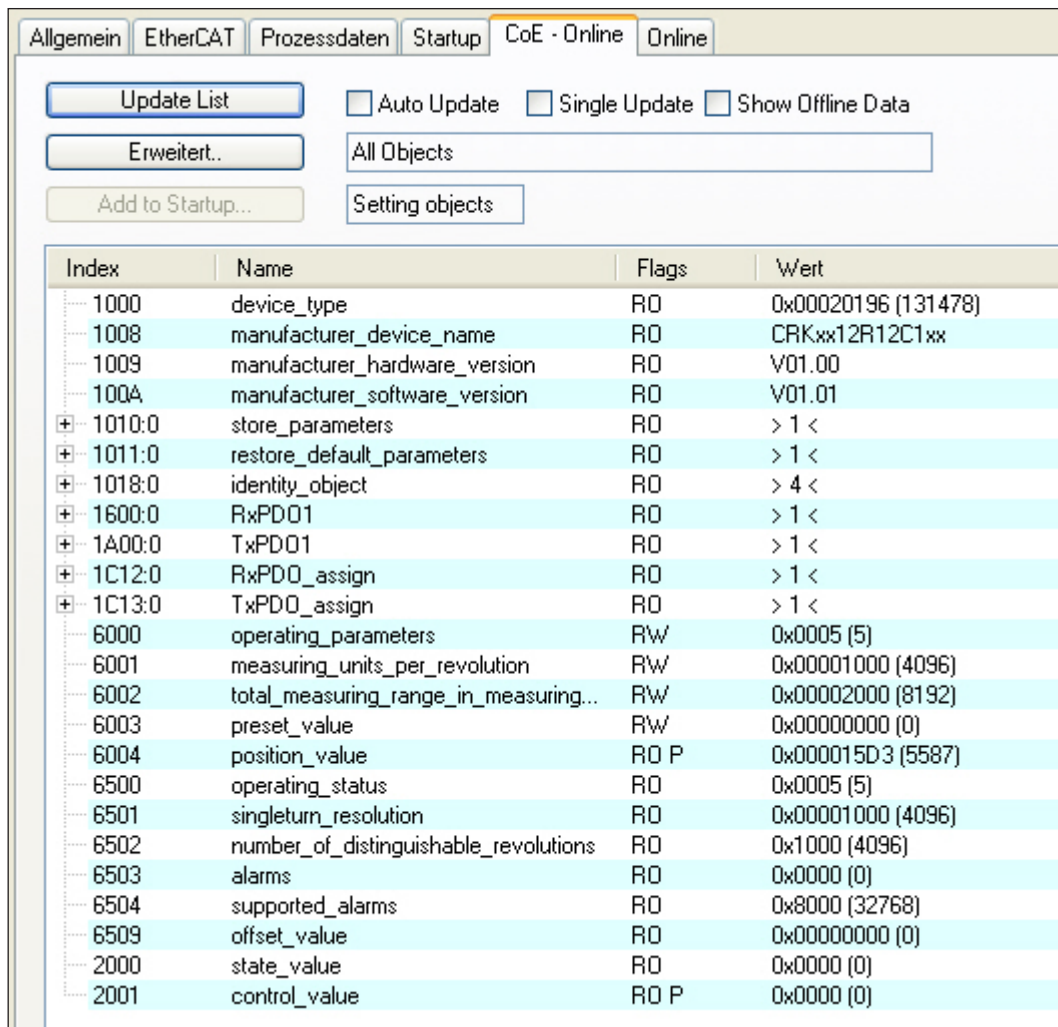 Allgemein EtherCAT Prozessdaten Startup CoE - Online Online
Update List Auto Update Single Update Show Offline Data
Erweitert.. All Objects
Add to Startup... Setting objects
Index Name Flags Wert
1000 device_type RO 0x00020196 (131478)
1008 manufacturer_device_name RO CRKxx12R12C1xx
1009 manufacturer_hardware_version RO V01.00
100A manufacturer_software_version RO V01.01
1010:0 store_parameters RO > 1 <
1011:0 restore_default_parameters RO > 1 <
1018:0 identity_object RO > 4 <
1600:0 RxPDO1 RO > 1 <
1A00:0 TxPDO1 RO > 1 <
1C12:0 RxPDO_assign RO > 1 <
1C13:0 TxPDO_assign RO > 1 <
6000 operating_parameters RW 0x0005 (5)
6001 measuring_units_per_revolution RW 0x00001000 (4096)
6002 total_measuring_range_in_measuring... RW 0x00002000 (8192)
6003 preset_value RW 0x00000000 (0)
6004 position_value RO P 0x000015D3 (5587)
6500 operating_status RO 0x0005 (5)
6501 singleturn_resolution RO 0x00001000 (4096)
6502 number_of_distinguishable_revolutions RO 0x1000 (4096)
6503 alarms RO 0x0000 (0)
6504 supported_alarms RO 0x8000 (32768)
6509 offset_value RO 0x00000000 (0)
2000 state_value RO 0x0000 (0)
2001 control_value RO P 0x0000 (0)